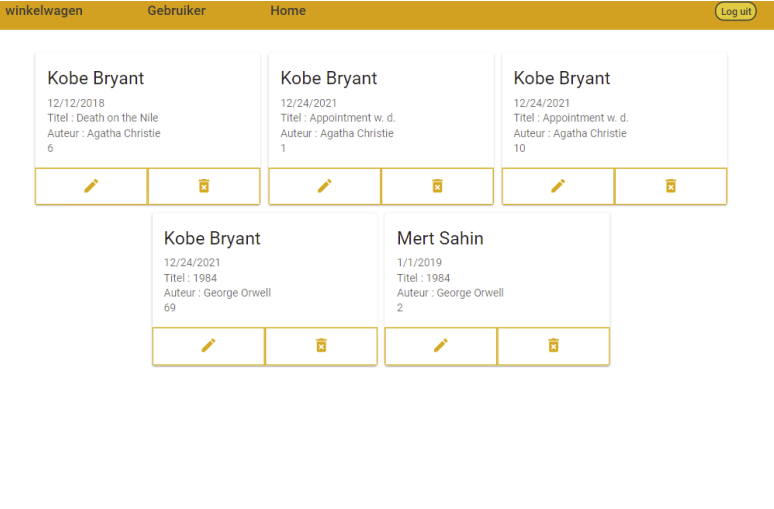 winkelwagen Gebruiker Home Log uit
Kobe Bryant
12/12/2018
Titel : Death on the Nile
Auteur : Agatha Christie
6
Kobe Bryant
12/24/2021
Titel : Appointment w. d.
Auteur : Agatha Christie
1
Kobe Bryant
12/24/2021
Titel : Appointment w. d.
Auteur : Agatha Christie
10
Kobe Bryant
12/24/2021
Titel : 1984
Auteur : George Orwell
69
Mert Sahin
1/1/2019
Titel : 1984
Auteur : George Orwell
2